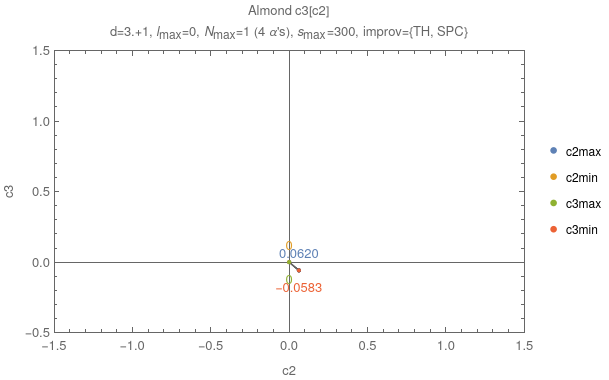 Almond c3[c2]
d=3.+1, lmax=0, Nmax=1 (4 α's), smax=300, improv={TH, SPC}
1.5
1.0
0.5
0.0
−0.5
c3
0
0.0620
0
−0.0583
−1.5 −1.0 −0.5 0.0 0.5 1.0 1.5
c2
c2max
c2min
c3max
c3min